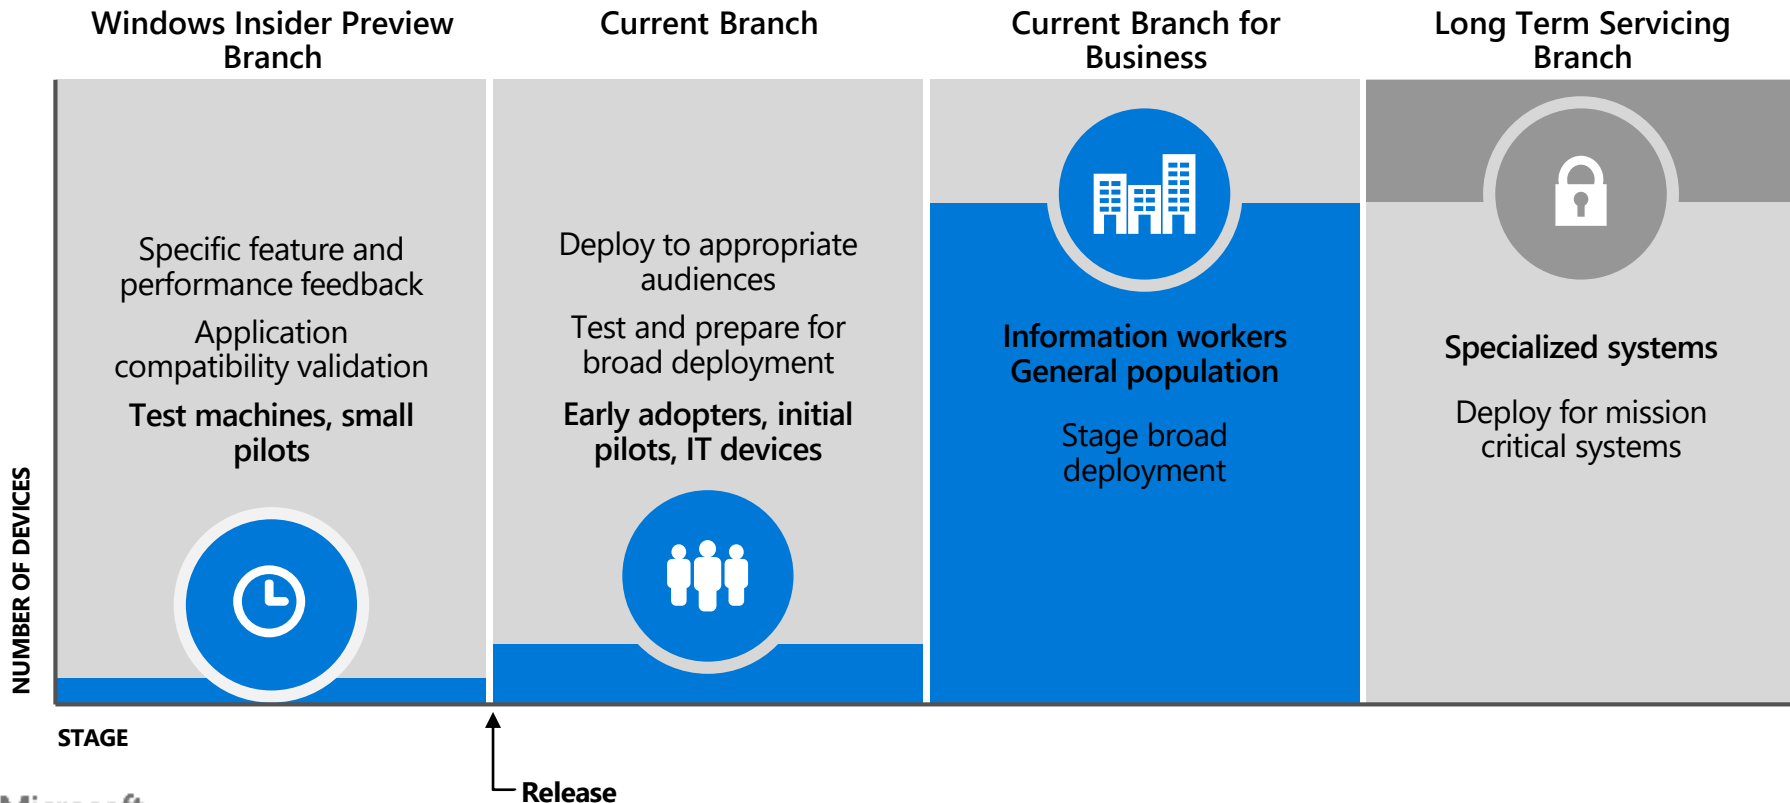 Windows Insider Preview
Branch
Current Branch
Current Branch for
Business
Long Term Servicing
Branch
Specific feature and
performance feedback
Application
compatibility validation
Test machines, small
pilots
Deploy to appropriate
audiences
Test and prepare for
broad deployment
Early adopters, initial
pilots, IT devices
Information workers
General population
Stage broad
deployment
Specialized systems
Deploy for mission
critical systems
NUMBER OF DEVICES
STAGE
Release
Microsoft